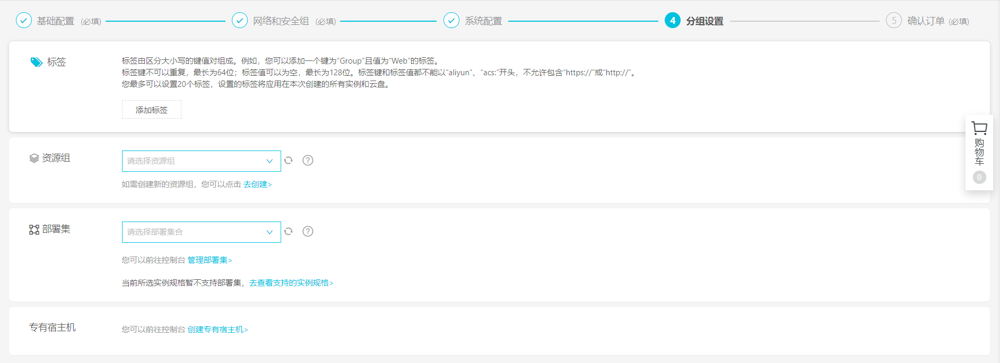 基础配置 (必填)
网络和安全组 (必填)
系统配置
4 分组设置
5 确认订单 (必填)
标签
标签由区分大小写的键值对组成。例如，您可以添加一个键为“Group”且值为“Web”的标签。
标签键不可以重复，最长为64位；标签值可以为空，最长为128位。标签键和标签值都不能以“aliyun”、“acs:”开头，不允许包含“https://”或“http://”。
您最多可以设置20个标签，设置的标签将应用在本次创建的所有实例和云盘。
添加标签
购物车
0
资源组
请选择资源组
?
如需创建新的资源组，您可以点击 去创建>
部署集
请选择部署集合
?
您可以前往控制台 管理部署集>
当前所选实例规格暂不支持部署集，去查看支持的实例规格>
专有宿主机
您可以前往控制台 创建专有宿主机>